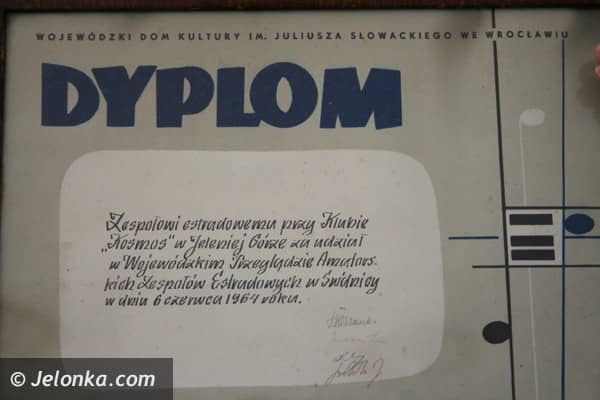 WOJEWÓDZKI DOM KULTURY IM. JULIUSZA SŁOWACKIEGO WE WROCŁAWIU
DYPLOM
Zespołowi estradowemu przy Klubie
„Kosmos" w Jeleniej Górze za udział
w Wojewódzkim Przeglądzie Amators-
kich Zespołów Estradowych w Świdnicy
w dniu 6 czerwca 1964 roku.
© Jelonka.com